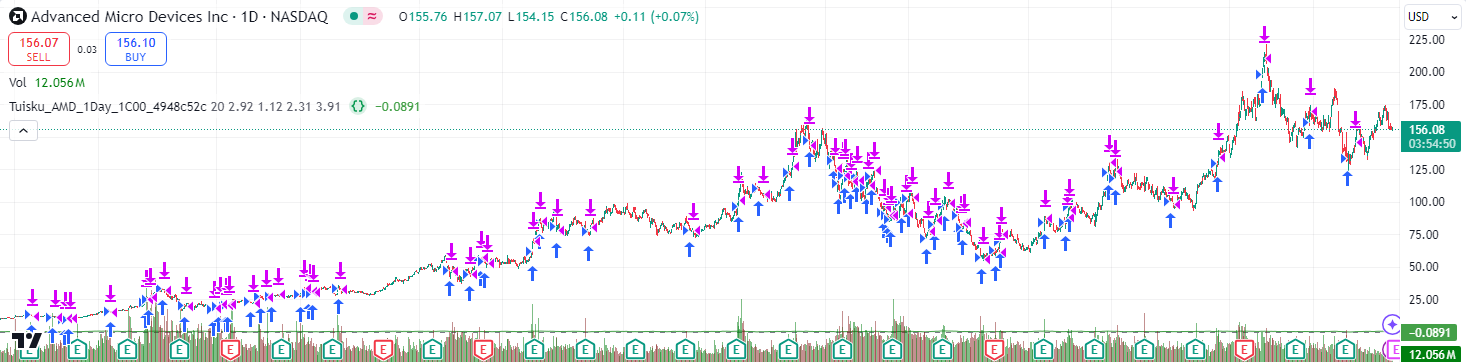 Advanced Micro Devices Inc · 1D · NASDAQ O155.76 H157.07 L154.15 C156.08 +0.11 (+0.07%)
USD
156.07 SELL
0.03
156.10 BUY
Vol 12.056M
Tuisku_AMD_1Day_1C00_4948c52c 20 2.92 1.12 2.31 3.91 {} −0.0891
225.00
200.00
175.00
156.08
03:54:50
125.00
100.00
75.00
50.00
25.00
−0.0891
12.056M
E E E E E E E E E E E E E E E E E E E E E E E E E E E E